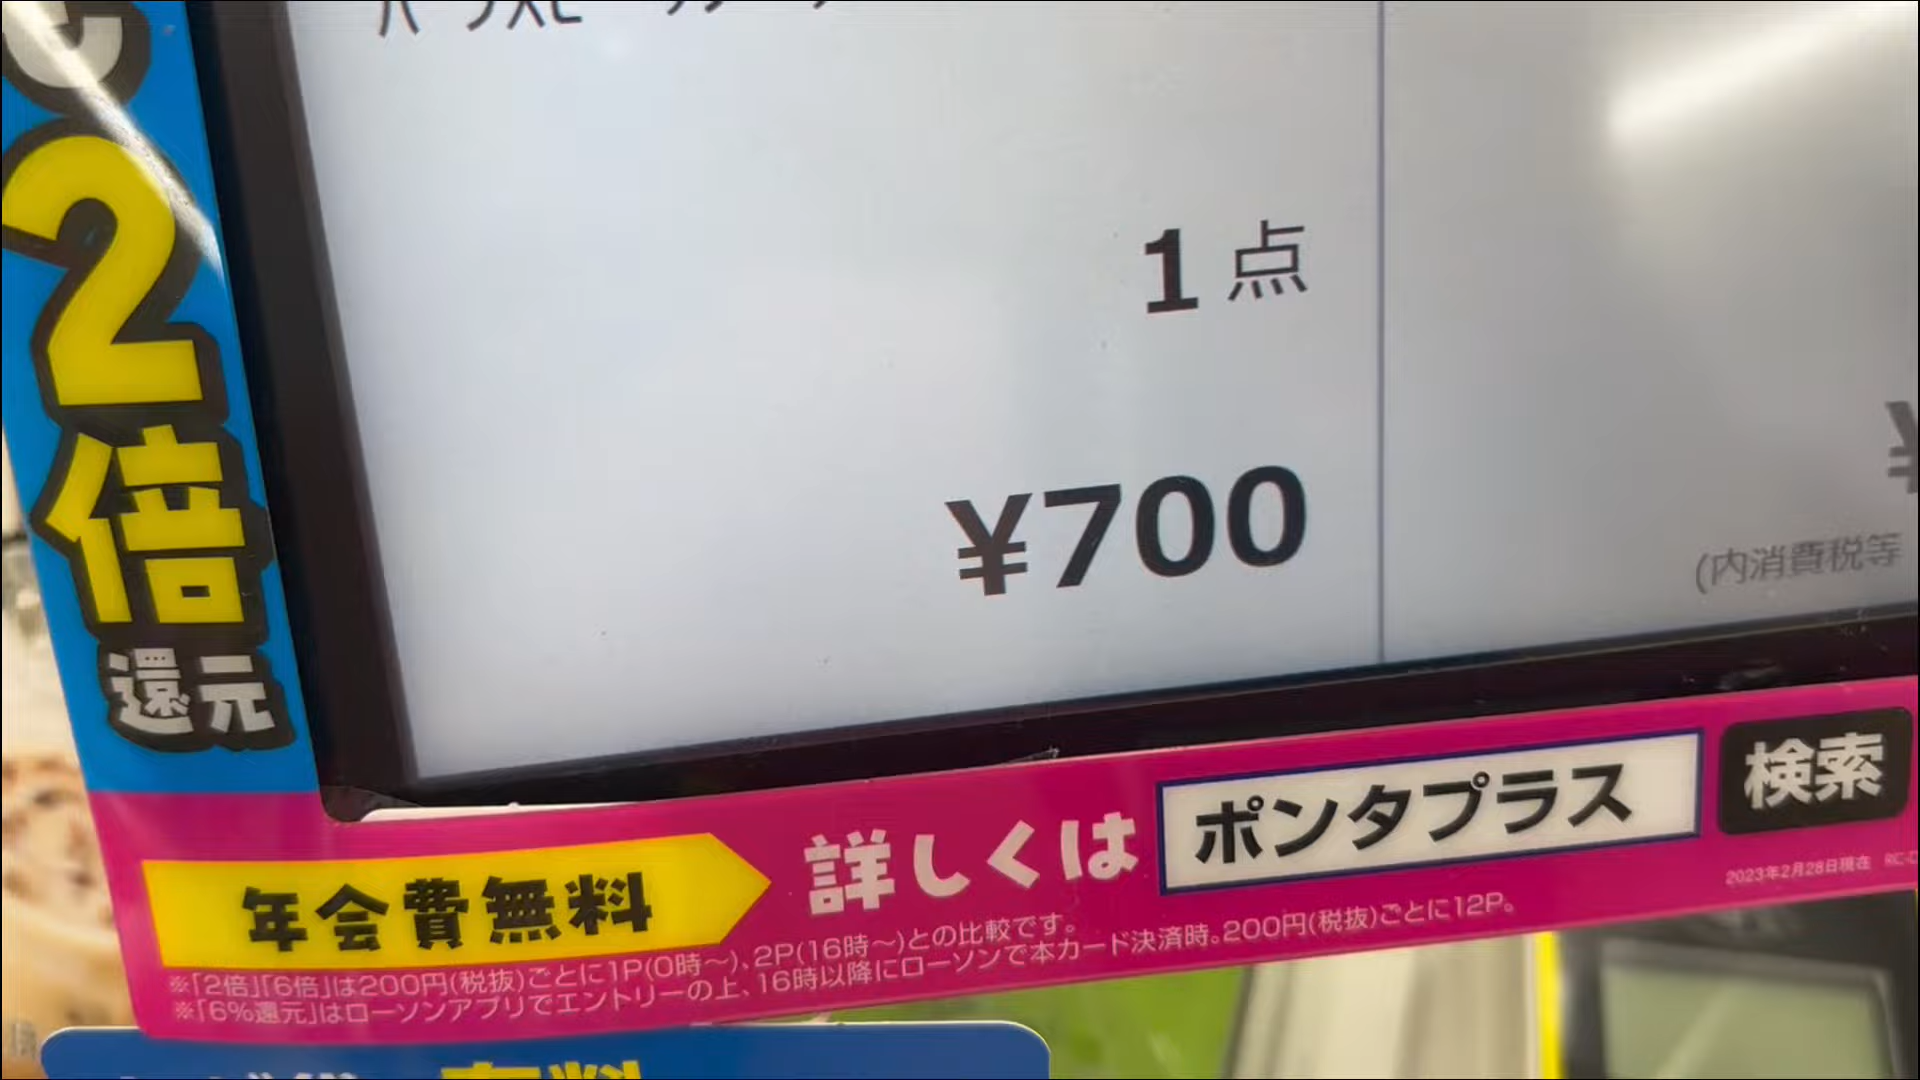 1点
¥700
¥
(内消費税等
2倍
還元
年会費無料
詳しくは ポンタプラス 検索
2023年2月28日現在
※「2倍」「6倍」は200円(税抜)ごとに1P(0時～)、2P(16時～)との比較です。
※「6%還元」はローソンアプリでエントリーの上、16時以降にローソンで本カード決済時。200円(税抜)ごとに12P。